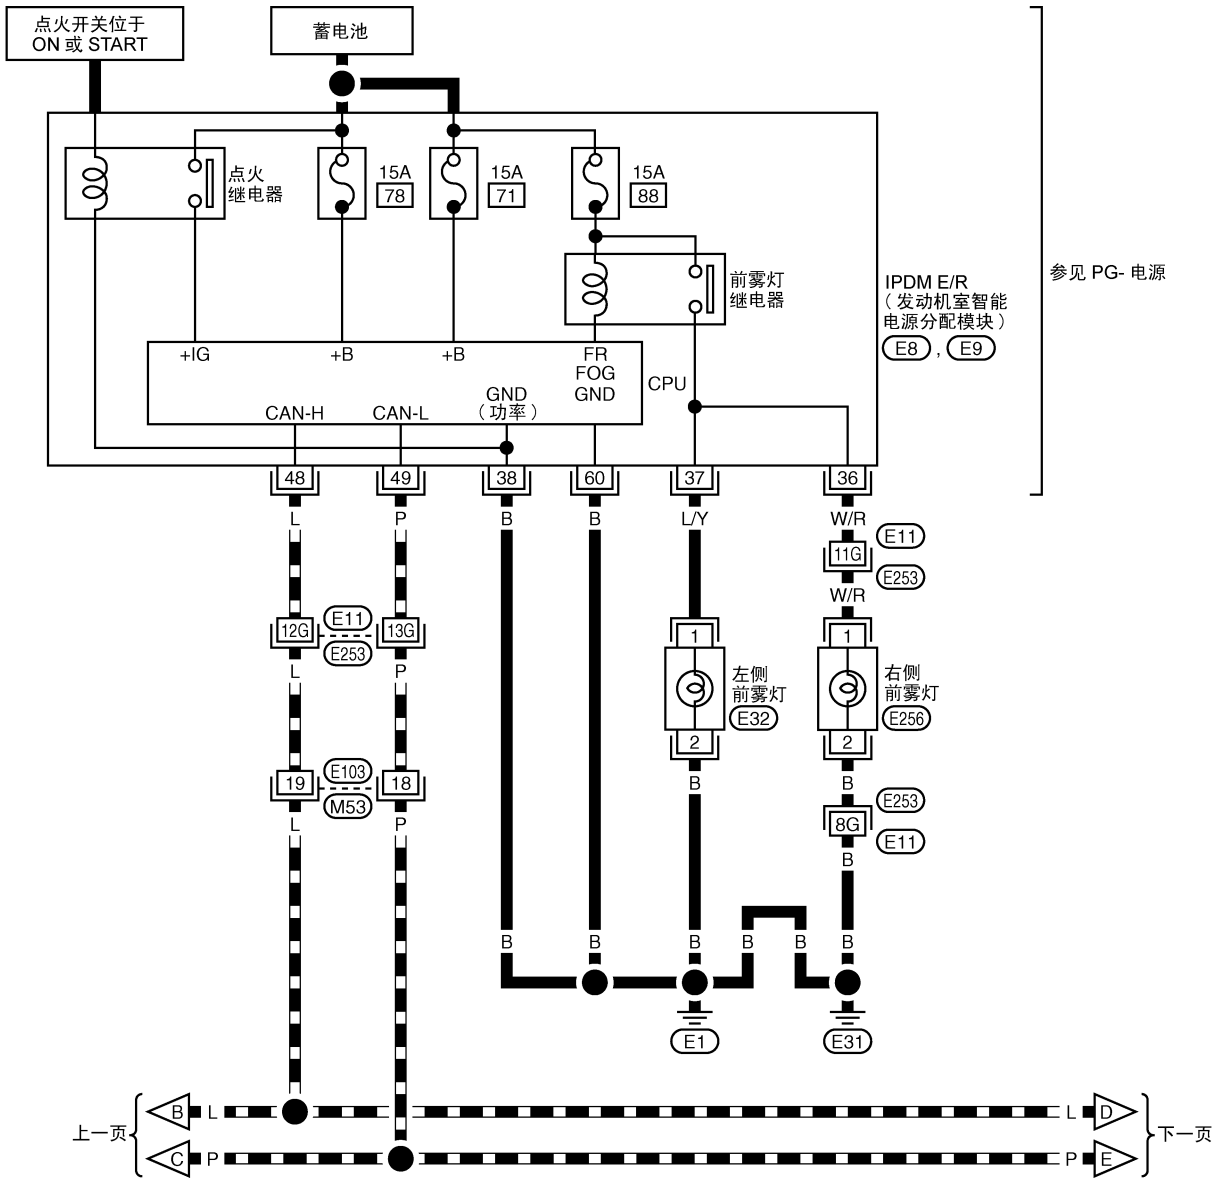 点火开关位于
ON 或 START
蓄电池
点火
继电器
15A
78
15A
71
15A
88
前雾灯
继电器
参见 PG- 电源
IPDM E/R
（发动机室智能
电源分配模块）
E8 , E9
+IG
+B
+B
FR
FOG
GND
CPU
CAN-H
CAN-L
GND
（功率）
48
49
38
60
37
36
L
P
B
B
L/Y
W/R
E11
11G
E253
W/R
12G
E11
E253
13G
1
1
L
P
左侧
前雾灯
E32
右侧
前雾灯
E256
2
2
19
E103
M53
18
B
B
E253
8G
E11
L
P
B
B
B
B
B
B
B
E1
E31
上一页
B
L
L
D
C
P
P
E
下一页